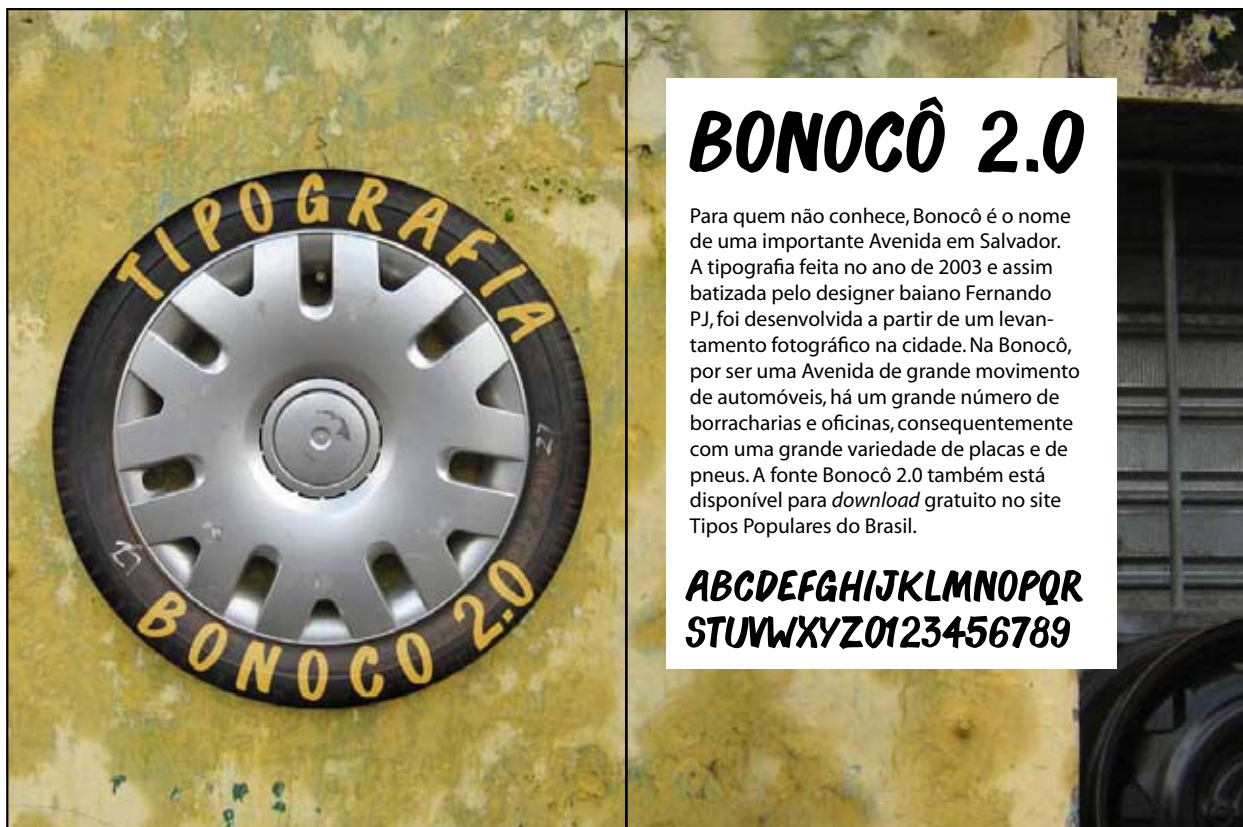 TIPOGRAFIA
BONOCO 2.0
27
BONOCÔ 2.0
Para quem não conhece, Bonocô é o nome
de uma importante Avenida em Salvador.
A tipografia feita no ano de 2003 e assim
batizada pelo designer baiano Fernando
PJ, foi desenvolvida a partir de um levan-
tamento fotográfico na cidade. Na Bonocô,
por ser uma Avenida de grande movimento
de automóveis, há um grande número de
borracharias e oficinas, consequentemente
com uma grande variedade de placas e de
pneus. A fonte Bonocô 2.0 também está
disponível para download gratuito no site
Tipos Populares do Brasil.
ABCDEFGHIJKLMNOPQR
STUVWXYZ0123456789